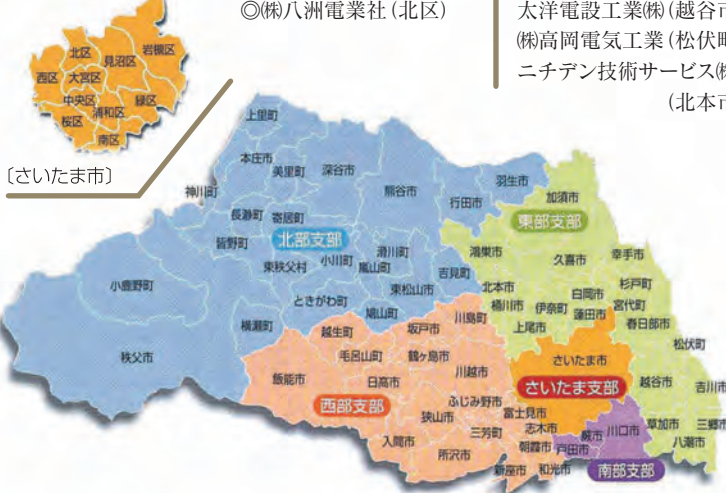 ◎㈱八洲電業社(北区)
太洋電設工業㈱(越谷市
㈱高岡電気工業(松伏町
ニチデン技術サービス㈱
(北本市
岩槻区
北区
見沼区
西区
大宮区
中央区
緑区
浦和区
桜区
南区
〔さいたま市〕
上里町
本庄市
美里町
深谷市
神川町
熊谷市
行田市
羽生市
加須市
東部支部
長瀞町
寄居町
北部支部
皆野町
滑川町
小川町
嵐山町
東秩父村
吉見町
東松山市
ときがわ町
鳩山町
小鹿野町
横瀬町
秩父市
鴻巣市
久喜市
幸手市
北本市
杉戸町
白岡市
宮代町
桶川市
伊奈町
蓮田市
春日部市
上尾市
松伏町
川島町
越生町
坂戸市
毛呂山町
鶴ヶ島市
さいたま市
飯能市
日高市
川越市
さいたま支部
越谷市
吉川市
西部支部
ふじみ野市
富士見市
狭山市
三芳町
志木市
蕨市
川口市
草加市
三郷市
入間市
朝霞市
戸田市
八潮市
所沢市
新座市
和光市
南部支部